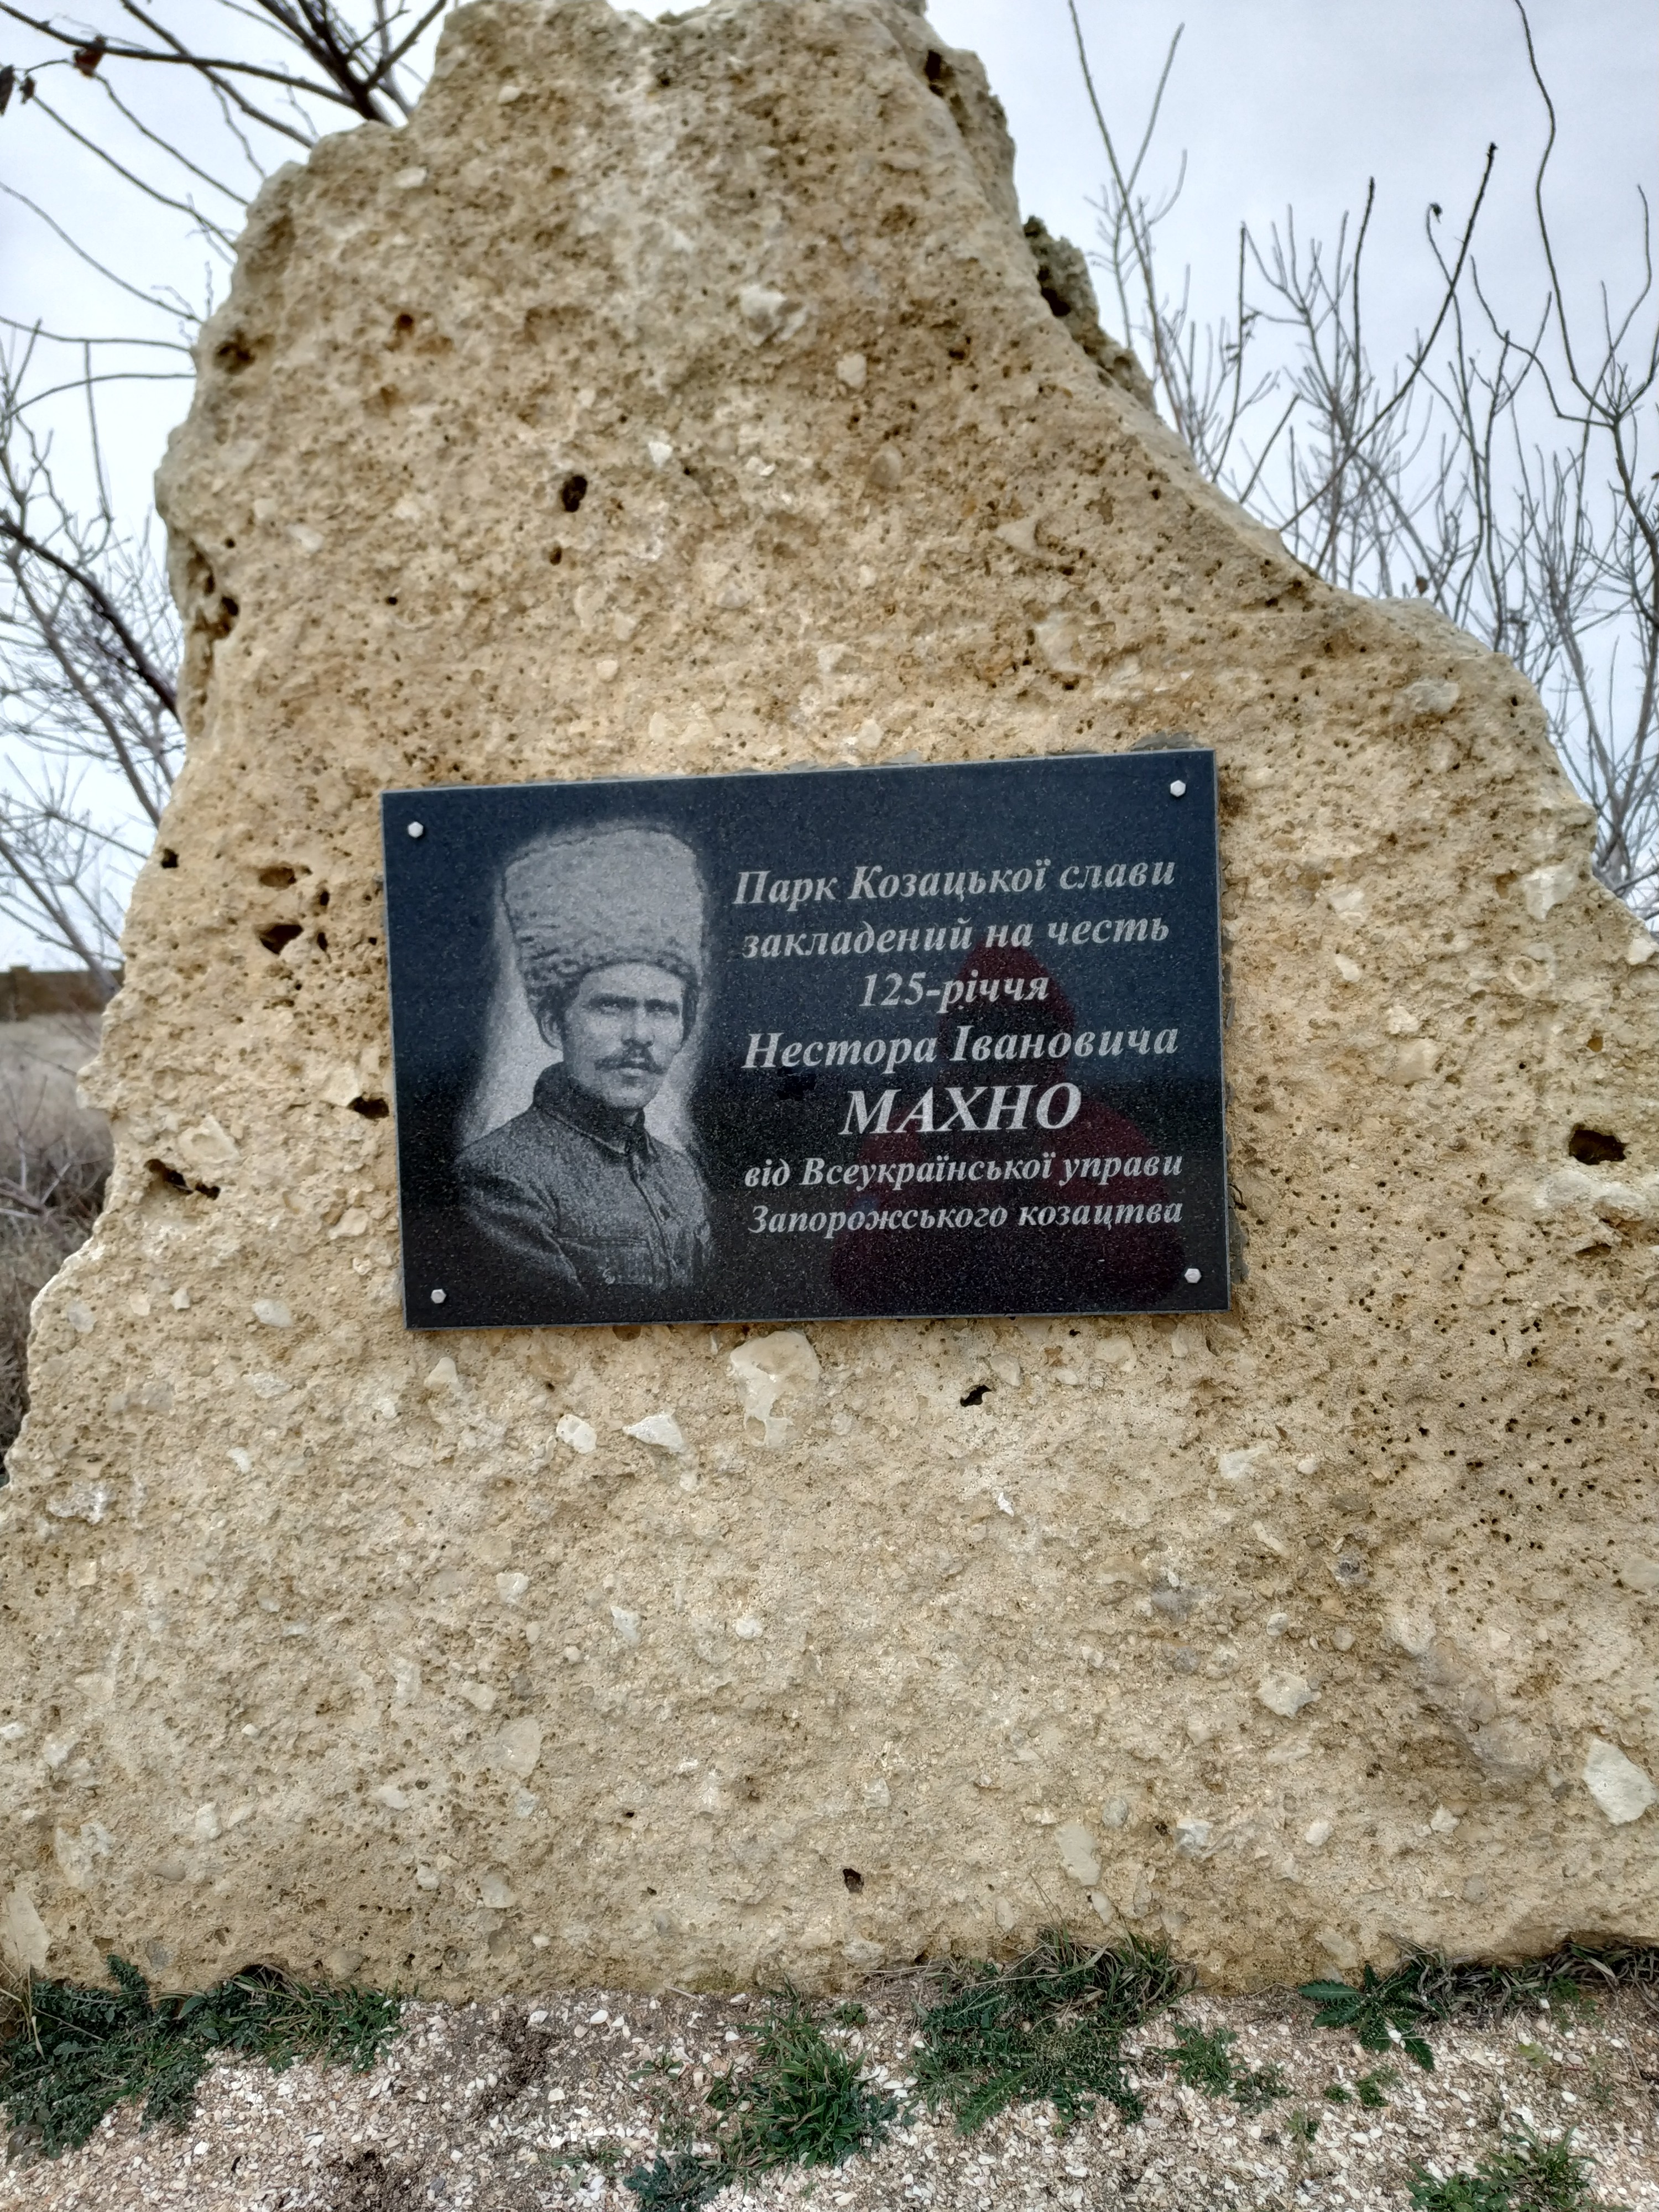 Парк Козацької слави
закладений на честь
125-річчя
Нестора Івановича
МАХНО
від Всеукраїнської управи
Запорожського козацтва